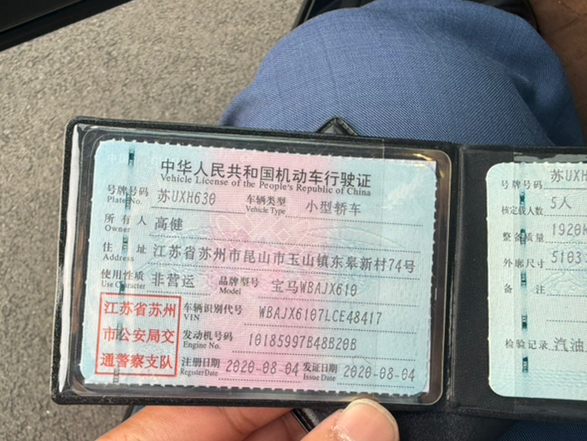 中华人民共和国机动车行驶证
Vehicle License of the People's Republic of China
号牌号码 苏UXH630 车辆类型 小型轿车
Plate No. Vehicle Type
所有人 高健
Owner
住址 江苏省苏州市昆山市玉山镇东皋新村74号
Address
使用性质 非营运 品牌型号 宝马WBAJX610
Use Character Model
江苏省苏州
市公安局交
通警察支队
车辆识别代号 WBAJX6107LCE48417
VIN
发动机号码 10185997B48B20B
Engine No.
注册日期 2020-08-04 发证日期 2020-08-04
Register Date Issue Date
号牌号码 苏UXH
核定载人数 5人
整备质量 1920k
外廓尺寸 5103
备注
检验记录 汽油